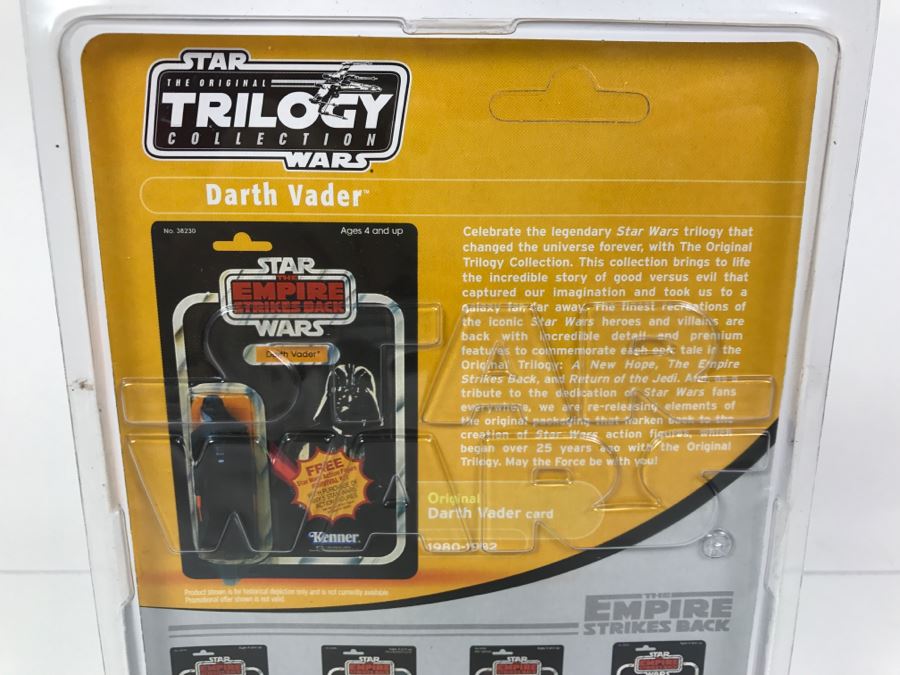 STAR
THE ORIGINAL
TRILOGY
COLLECTION
WARS
Darth Vader™
No. 38230
Ages 4 and up
STAR
THE
EMPIRE
STRIKES BACK
WARS
Darth Vader
FREE
Kenner
Celebrate the legendary Star Wars trilogy that
changed the universe forever, with The Original
Trilogy Collection. This collection brings to life
the incredible story of good versus evil that
captured our imagination and took us to a
galaxy far, far away. The finest recreations of
the iconic Star Wars heroes and villains are
back with incredible detail and premium
features to commemorate each epic tale in the
Original Trilogy: A New Hope, The Empire
Strikes Back, and Return of the Jedi. Also as a
tribute to the dedication of Star Wars fans
everywhere, we are re-releasing elements of
the original packaging that harken back to the
creation of Star Wars action figures, which
began over 25 years ago with the Original
Trilogy. May the Force be with you!
Original
Darth Vader card
1980-1982
STAR
WARS
Product shown is for historical depiction only and is not currently available.
Promotional offer shown is not valid.
THE
EMPIRE
STRIKES BACK
STAR
STAR
STAR
STAR